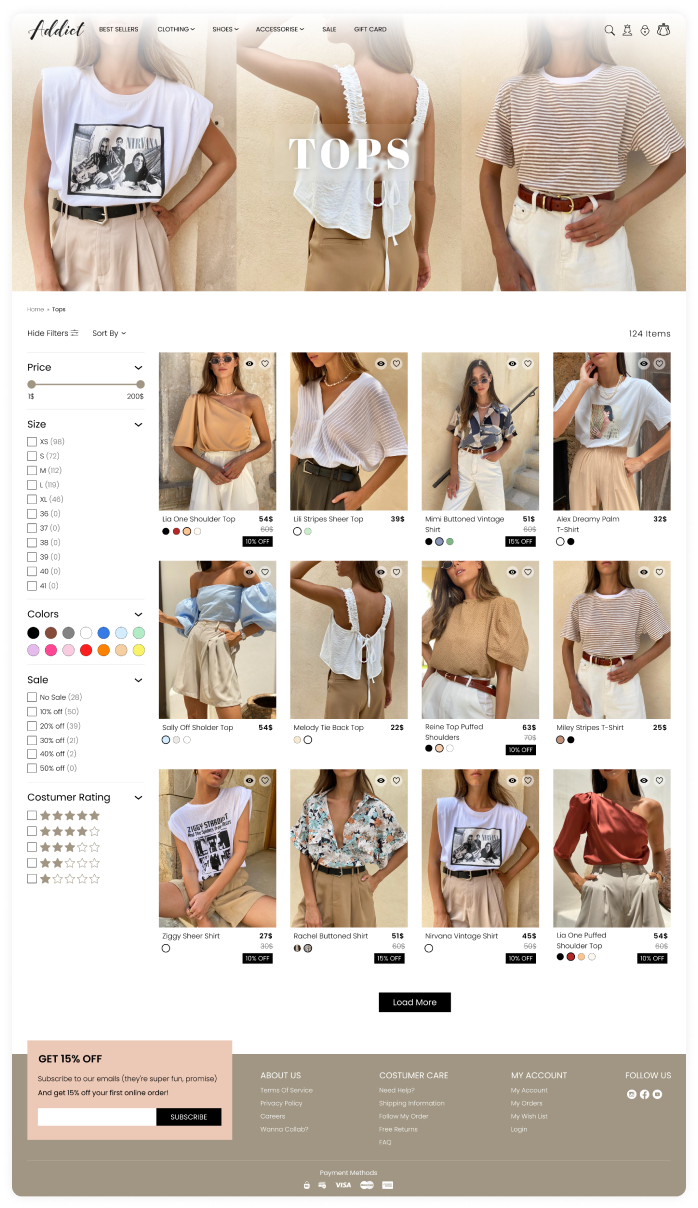 Addict
BEST SELLERS
CLOTHING
SHOES
ACCESSORISE
SALE
GIFT CARD
NIRVANA
TOPS
Home • Tops
Hide Filters
Sort By
124 Items
Price
1$ 200$
Size
XS (98)
S (72)
M (112)
L (119)
XL (46)
36 (0)
37 (0)
38 (0)
39 (0)
40 (0)
41 (0)
Colors
Sale
No Sale (28)
10% off (50)
20% off (39)
30% off (21)
40% off (2)
50% off (0)
Costumer Rating
Lia One Shoulder Top 54$
60$
10% OFF
Lili Stripes Sheer Top 39$
Mimi Buttoned Vintage 51$
Shirt 60$
15% OFF
Alex Dreamy Palm 32$
T-Shirt
Sally Off Sholder Top 54$
Melody Tie Back Top 22$
Reine Top Puffed 63$
Shoulders 70$
10% OFF
Miley Stripes T-Shirt 25$
ZIGGY STARDUST
Ziggy Sheer Shirt 27$
30$
10% OFF
Rachel Buttoned Shirt 51$
60$
15% OFF
NIRVANA
Nirvana Vintage Shirt 45$
50$
10% OFF
Lia One Puffed 54$
Shoulder Top 60$
10% OFF
Load More
GET 15% OFF
Subscribe to our emails (they're super fun, promise)
And get 15% off your first online order!
SUBSCRIBE
ABOUT US
Terms Of Service
Privacy Policy
Careers
Wanna Collab?
COSTUMER CARE
Need Help?
Shipping Information
Follow My Order
Free Returns
FAQ
MY ACCOUNT
My Account
My Orders
My Wish List
Login
FOLLOW US
Payment Methods
VISA